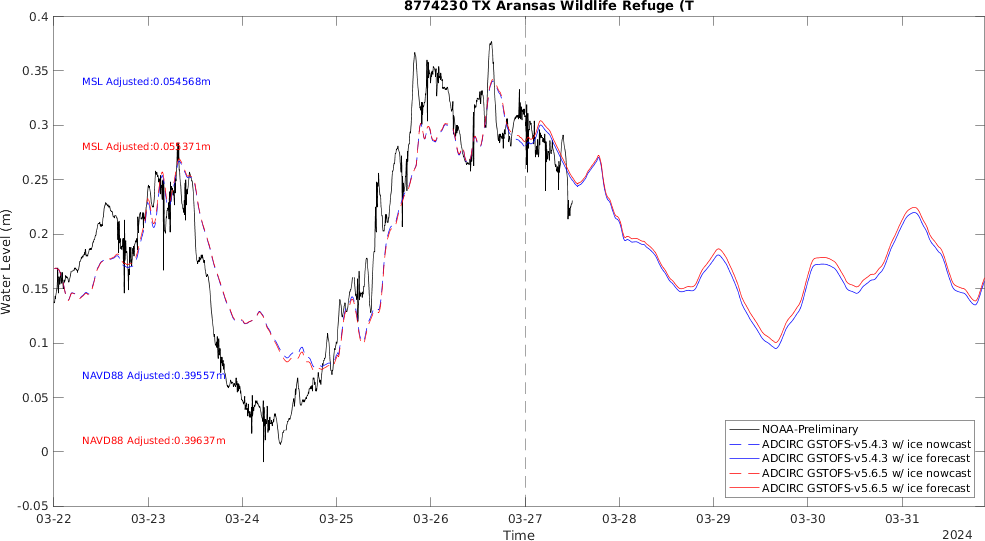 8774230 TX Aransas Wildlife Refuge (T
0.4
0.35
0.3
0.25
0.2
0.15
0.1
0.05
0
-0.05
Water Level (m)
MSL Adjusted:0.054568m
MSL Adjusted:0.055371m
NAVD88 Adjusted:0.39557m
NAVD88 Adjusted:0.39637m
NOAA-Preliminary
ADCIRC GSTOFS-v5.4.3 w/ ice nowcast
ADCIRC GSTOFS-v5.4.3 w/ ice forecast
ADCIRC GSTOFS-v5.6.5 w/ ice nowcast
ADCIRC GSTOFS-v5.6.5 w/ ice forecast
03-22 03-23 03-24 03-25 03-26 03-27 03-28 03-29 03-30 03-31
Time
2024